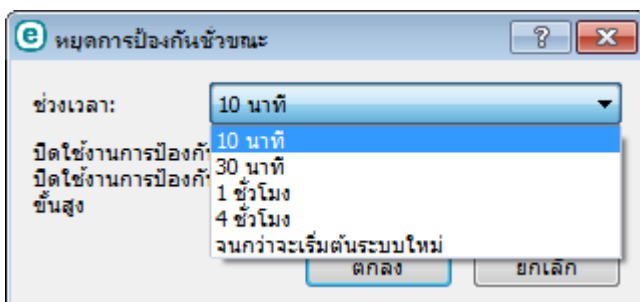 e หยุดการป้องกันชั่วขณะ
ช่วงเวลา: 10 นาที
10 นาที
30 นาที
1 ชั่วโมง
4 ชั่วโมง
จนกว่าจะเริ่มต้นระบบใหม่
ปิดใช้งานการป้องกั
ปิดใช้งานการป้องกั
ขั้นสูง
ตกลง ยกเลิก